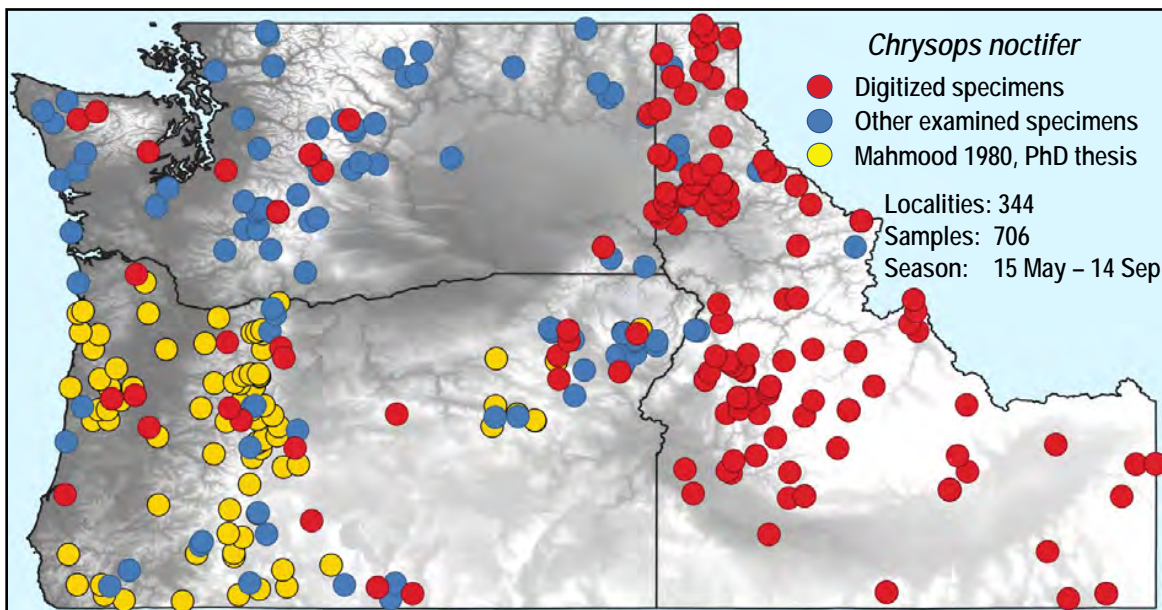 Chrysops noctifer
Digitized specimens
Other examined specimens
Mahmood 1980, PhD thesis
Localities: 344
Samples: 706
Season: 15 May – 14 Sep